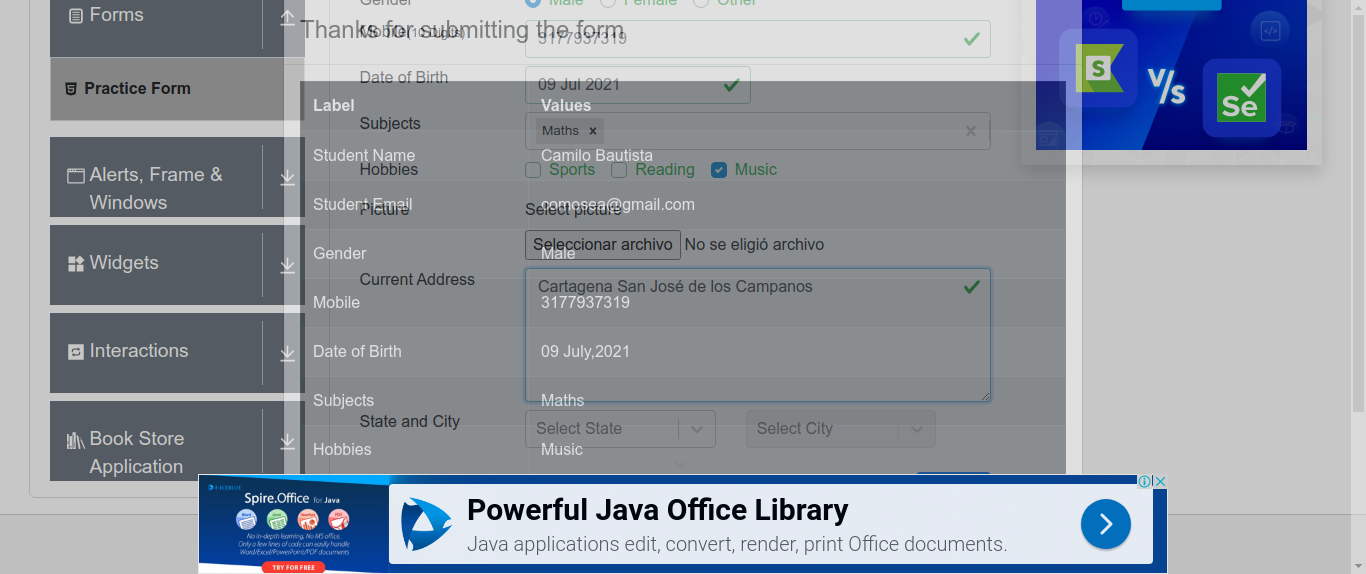 Forms
Practice Form
Alerts, Frame &
Windows
Widgets
Interactions
Book Store
Application
Gender Male Female Other
Thanks for submitting the form
Mobile(10 Digits) 3177937319
Date of Birth 09 Jul 2021
Label Values
Subjects Maths ×
Student Name Camilo Bautista
Hobbies Sports Reading Music
Student Email comosea@gmail.com
Picture Select picture
Seleccionar archivo No se eligió archivo
Gender Male
Current Address Cartagena San José de los Campanos
Mobile 3177937319
Date of Birth 09 July,2021
Subjects Maths
State and City Select State Select City
Hobbies Music
S
V/s
Se
Spire.Office for Java
Word Excel PowerPoint PDF
No in-depth learning, No MS office.
Only a few lines of code can easily handle
Word/Excel/PowerPoint/PDF documents
TRY FOR FREE
Powerful Java Office Library
Java applications edit, convert, render, print Office documents.